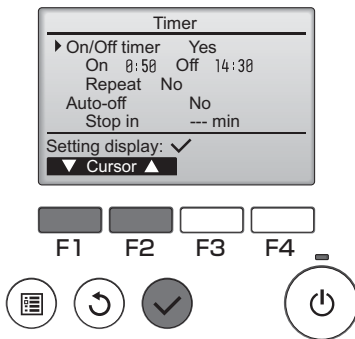 Timer
On/Off timer Yes
On 0:50 Off 14:30
Repeat No
Auto-off No
Stop in --- min
Setting display: ✓
▼ Cursor ▲
F1 F2 F3 F4